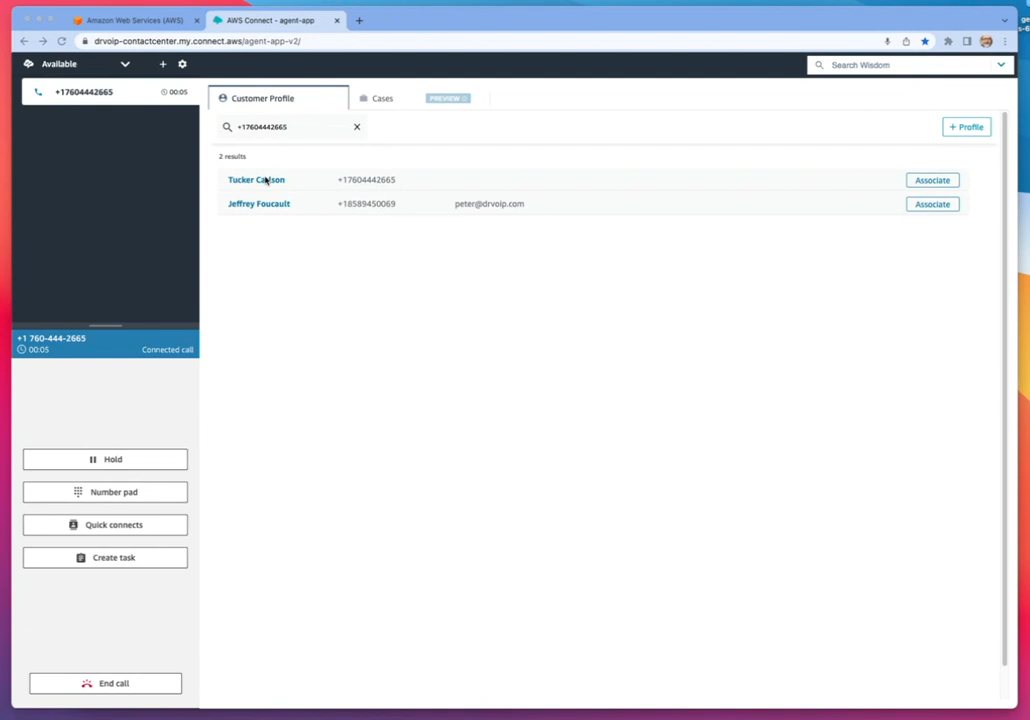 Amazon Web Services (AWS)
AWS Connect - agent-app
drvoip-contactcenter.my.connect.aws/agent-app-v2/
Available
Search Wisdom
+17604442665
00:05
Customer Profile
Cases
PREVIEW
+17604442665
+ Profile
2 results
Tucker Carlson +17604442665 Associate
Jeffrey Foucault +18589450069 peter@drvoip.com Associate
+1 760-444-2665
00:05 Connected call
Hold
Number pad
Quick connects
Create task
End call